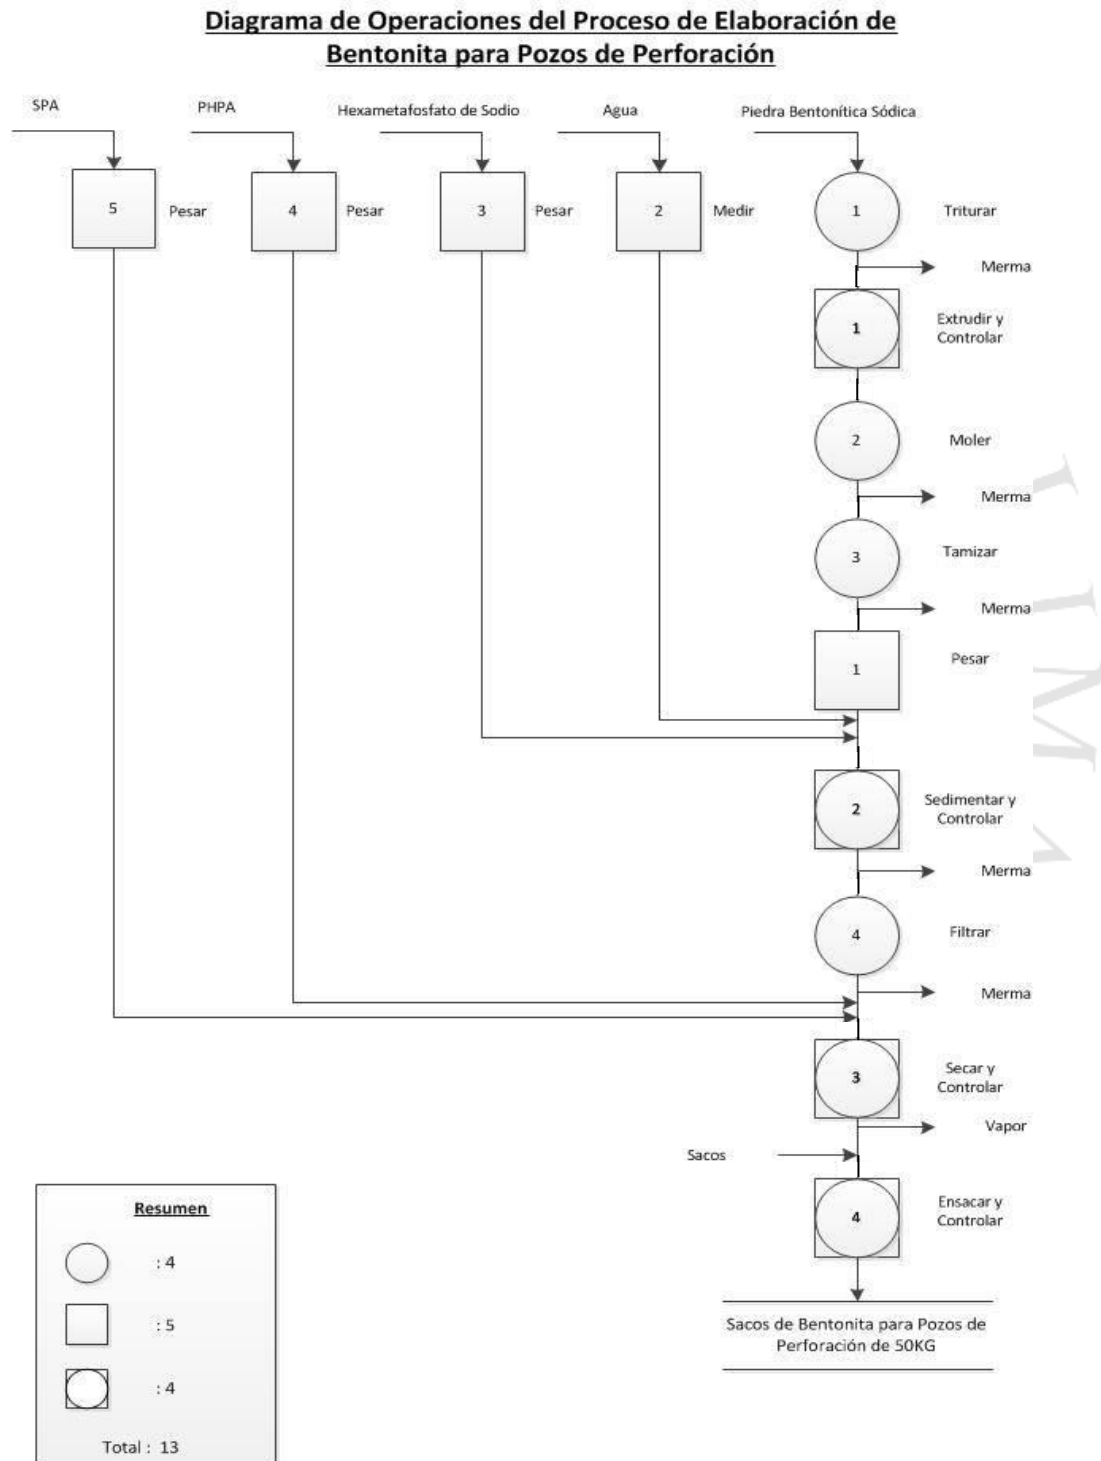 Diagrama de Operaciones del Proceso de Elaboración de
Bentonita para Pozos de Perforación
SPA
PHPA
Hexametafosfato de Sodio
Agua
Piedra Bentonítica Sódica
5
Pesar
4
Pesar
3
Pesar
2
Medir
1
Triturar
Merma
1
Extrudir y
Controlar
2
Moler
Merma
3
Tamizar
Merma
1
Pesar
2
Sedimentar y
Controlar
Merma
4
Filtrar
Merma
3
Secar y
Controlar
Vapor
Sacos
4
Ensacar y
Controlar
Sacos de Bentonita para Pozos de
Perforación de 50KG
Resumen
: 4
: 5
: 4
Total : 13